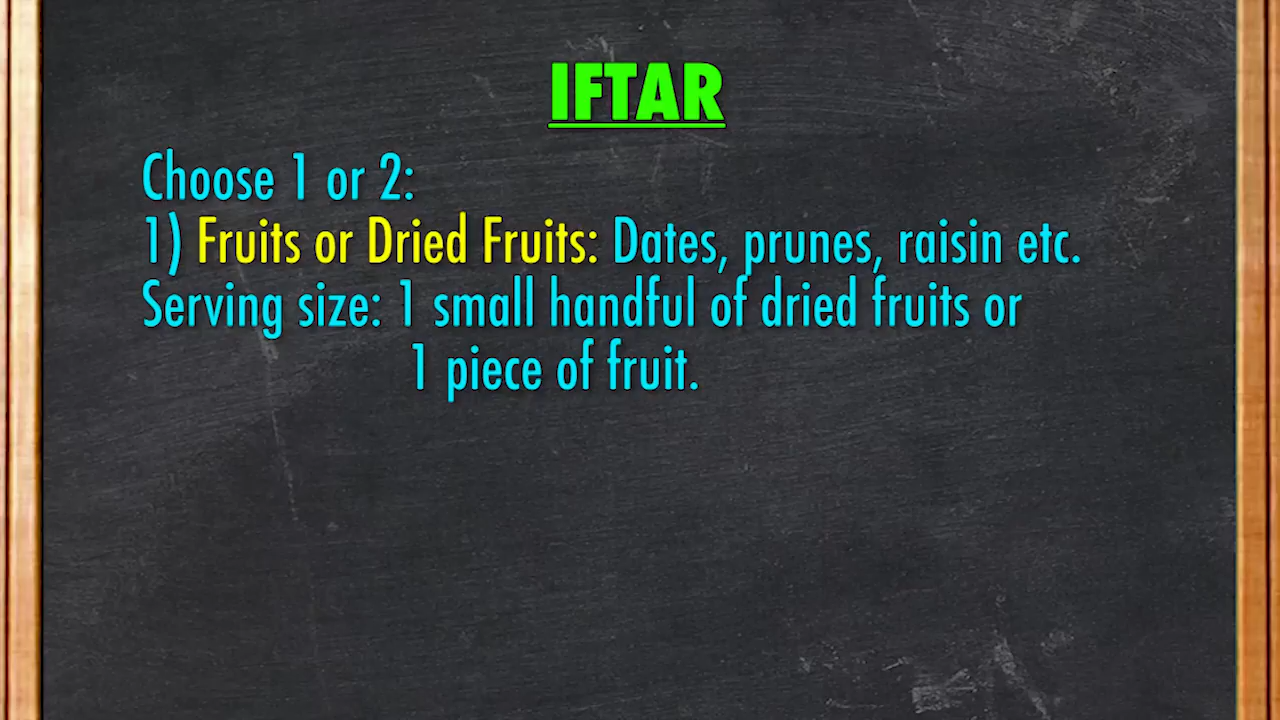 IFTAR
Choose 1 or 2:
1) Fruits or Dried Fruits: Dates, prunes, raisin etc.
Serving size: 1 small handful of dried fruits or
1 piece of fruit.